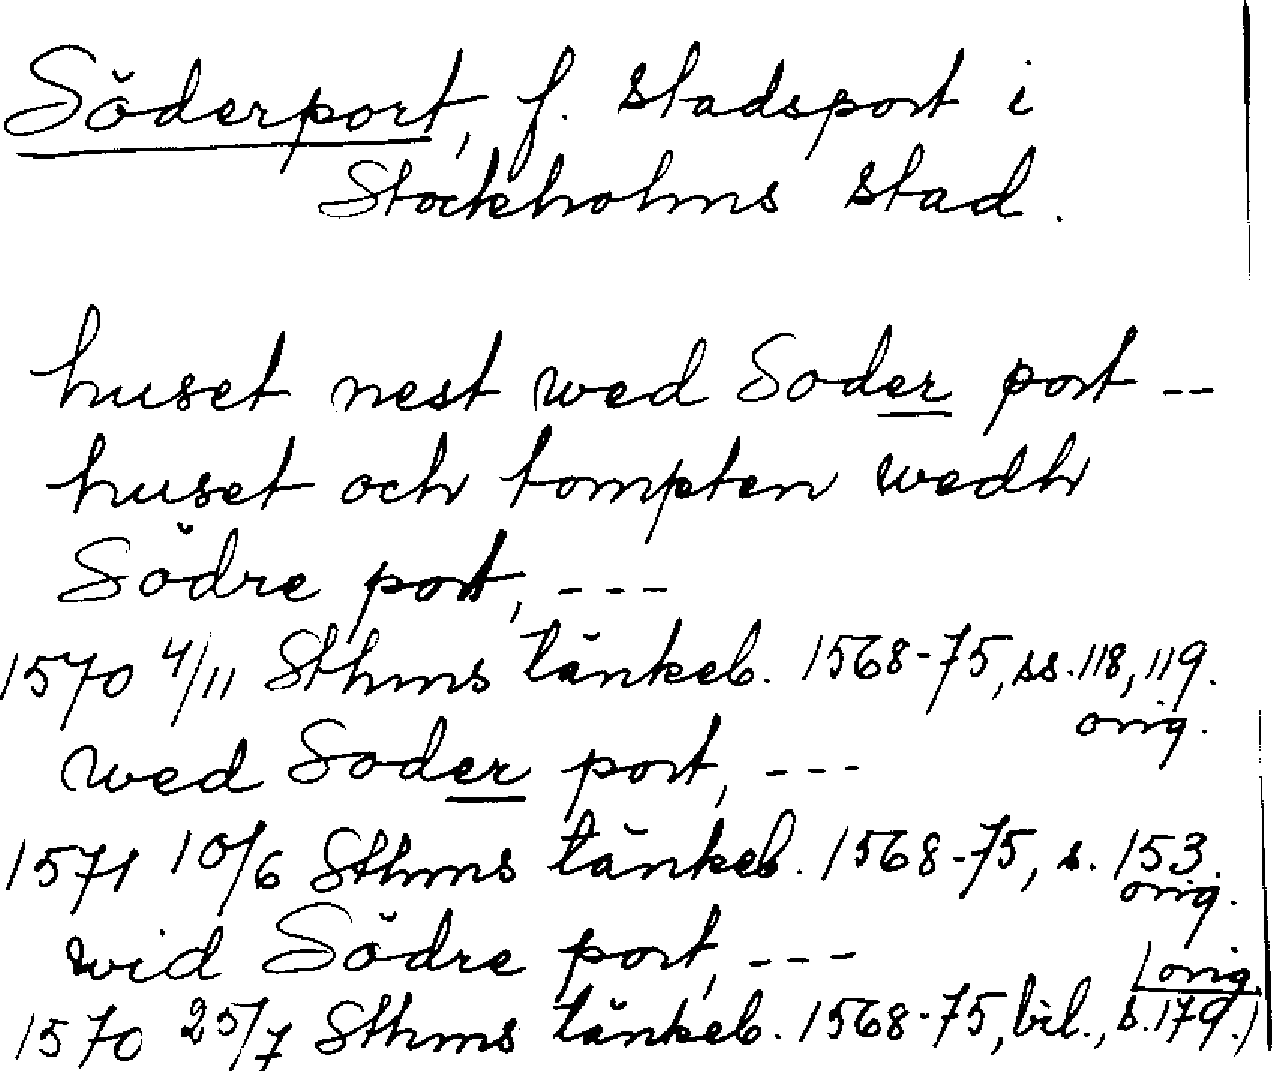 Söderport, f. stadsport i
Stockholms stad.
huset nest wed Soder port --
huset och tompten wedh
Södre port, ---
1570 4/11 Sthms tänkeb. 1568-75, ss. 118, 119.
orig.
wed Soder port, ---
1571 10/6 Sthms tänkeb. 1568-75, s. 153.
orig.
wid Södre port, ---
orig
1570 25/7 Sthms tänkeb. 1568-75, bil., s. 179.)